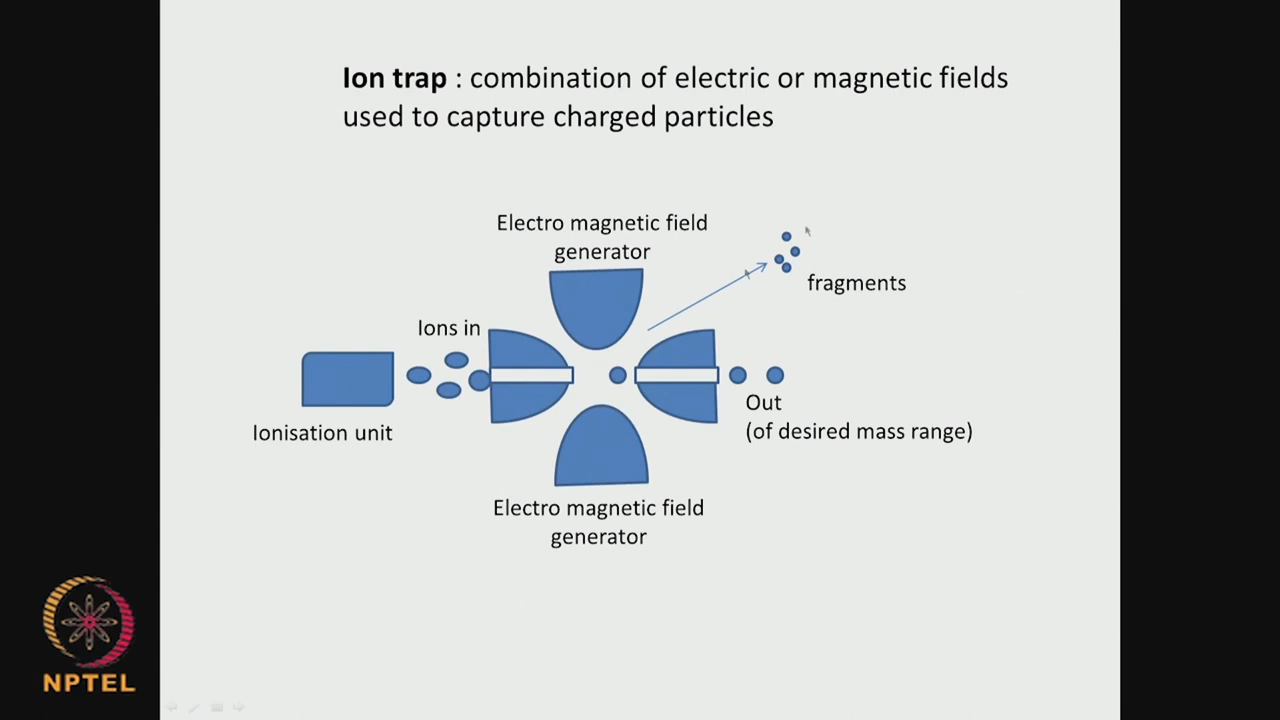 Ion trap : combination of electric or magnetic fields
used to capture charged particles
Electro magnetic field
generator
fragments
Ions in
Ionisation unit
Out
(of desired mass range)
Electro magnetic field
generator
NPTEL